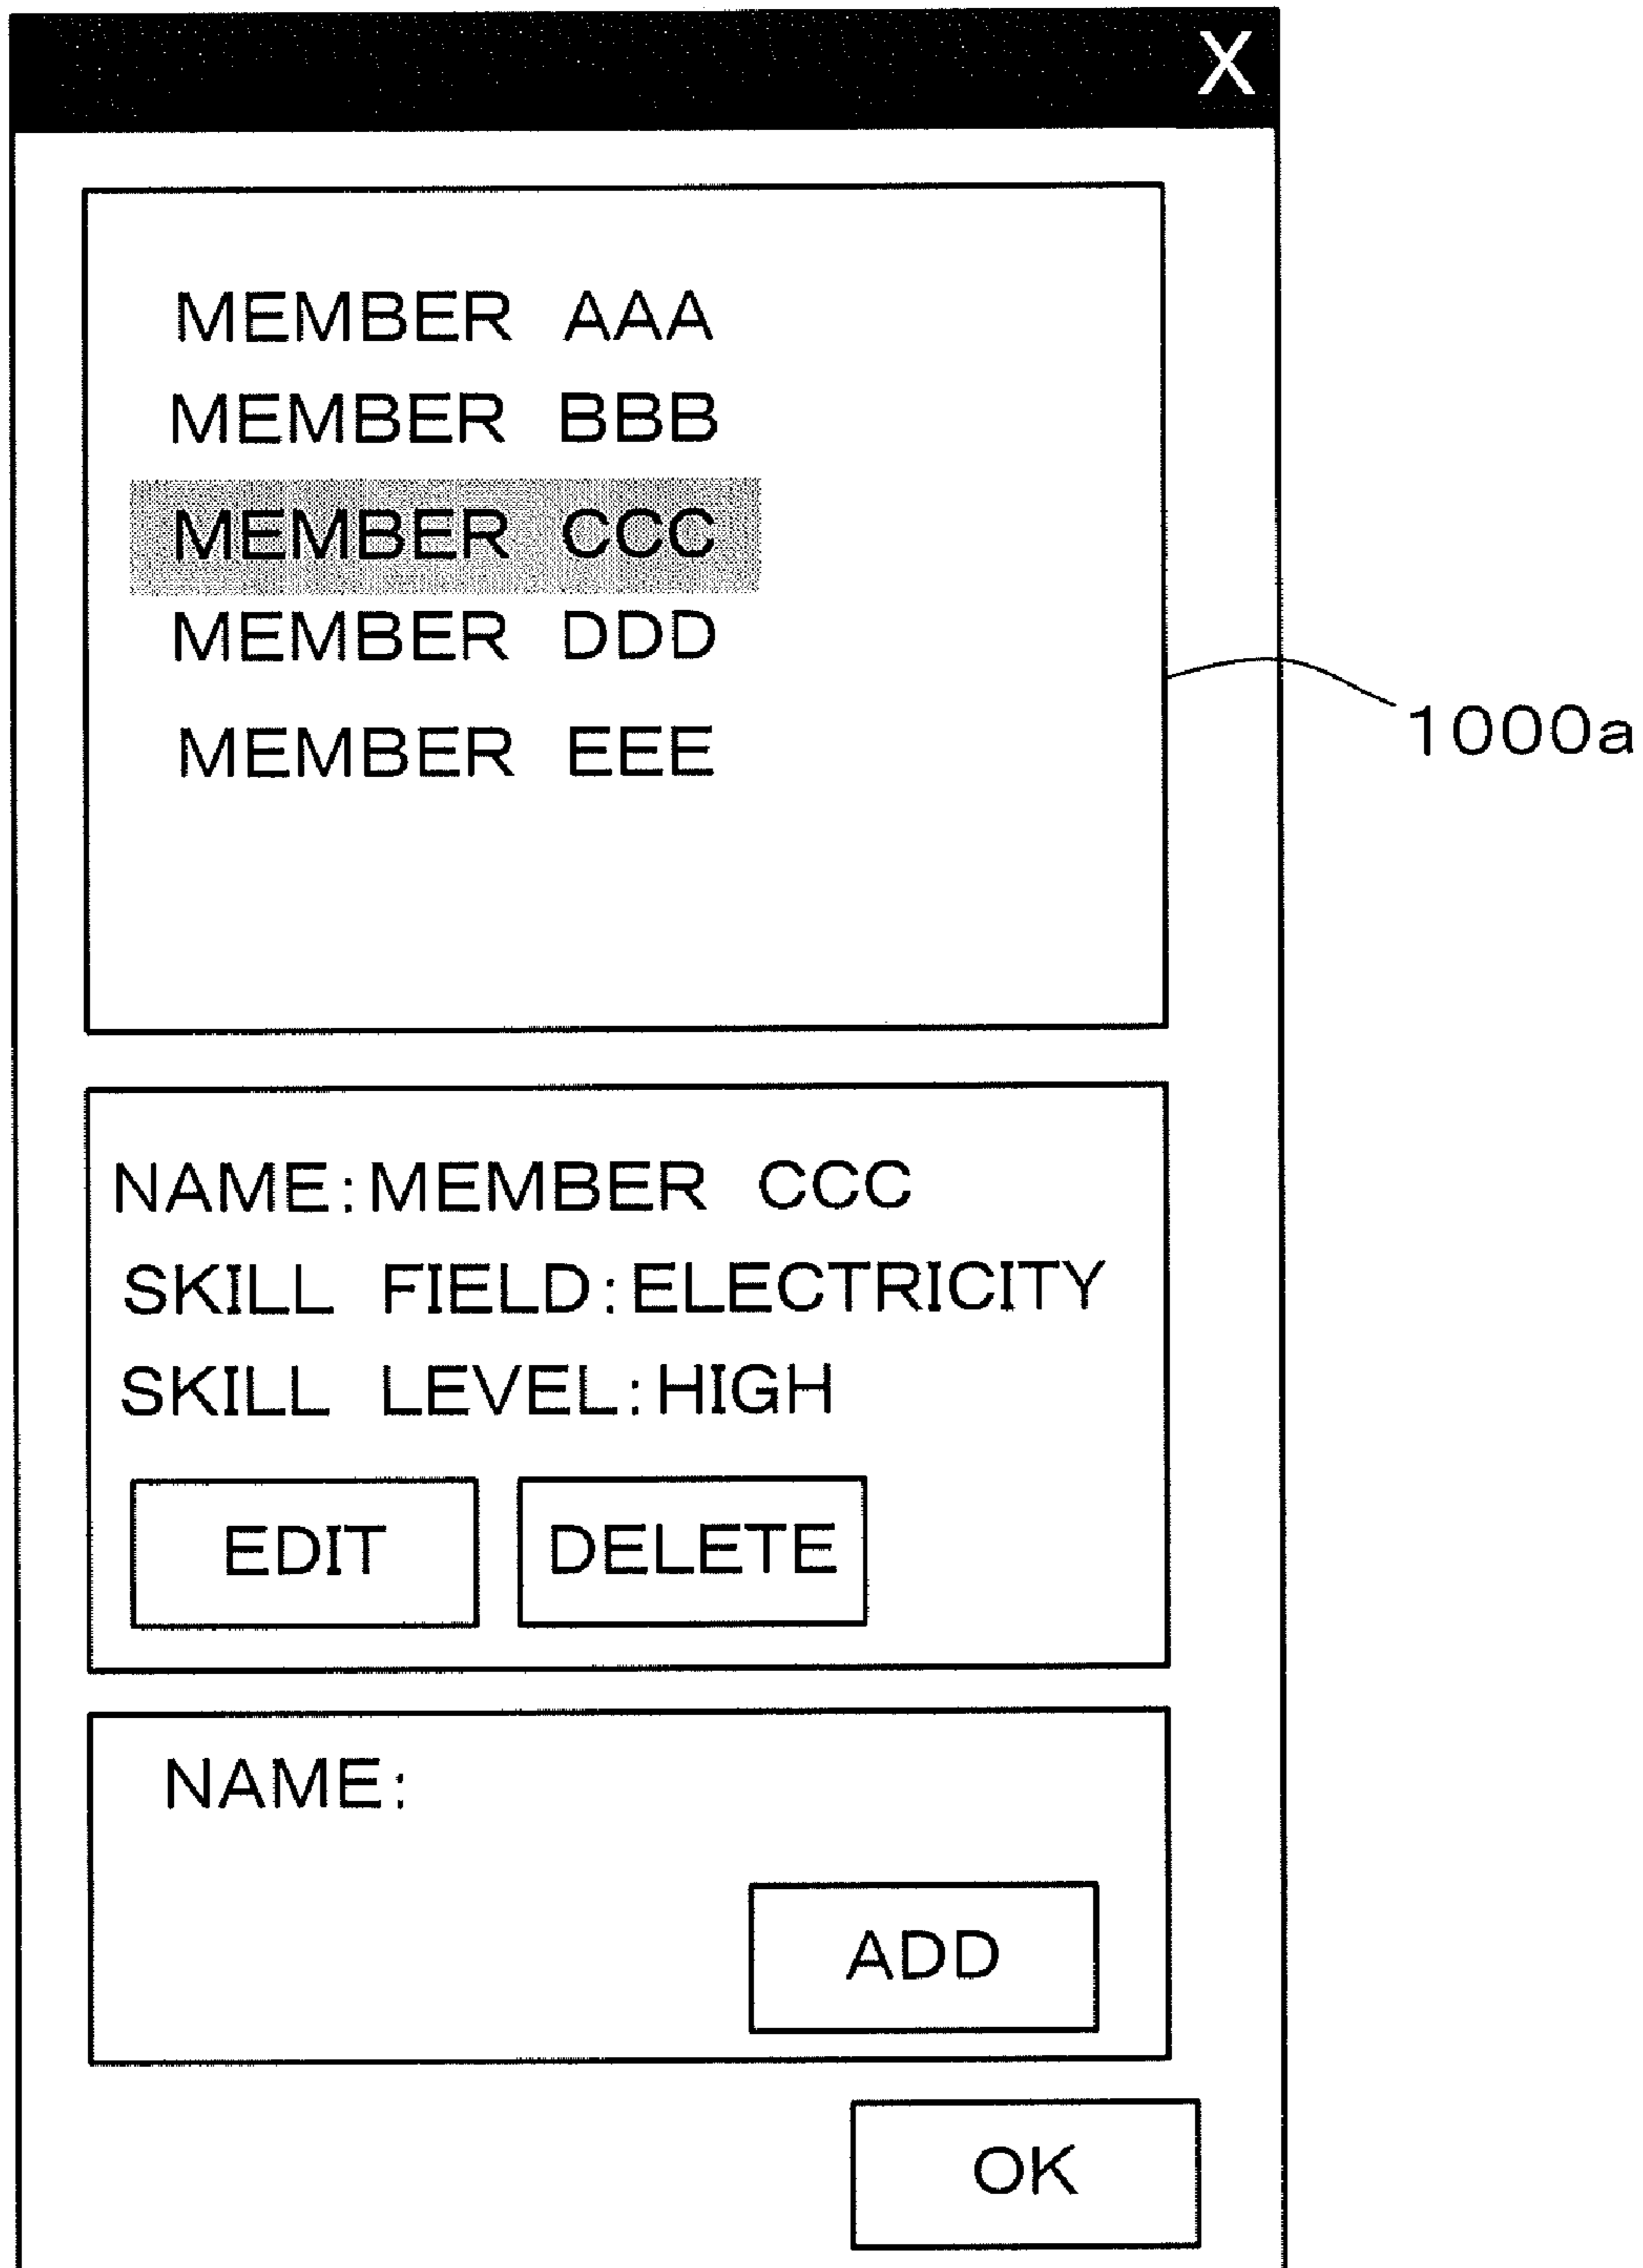 X
MEMBER AAA
MEMBER BBB
MEMBER CCC
MEMBER DDD
MEMBER EEE
1000a
NAME:MEMBER CCC
SKILL FIELD:ELECTRICITY
SKILL LEVEL:HIGH
EDIT DELETE
NAME:
ADD
OK